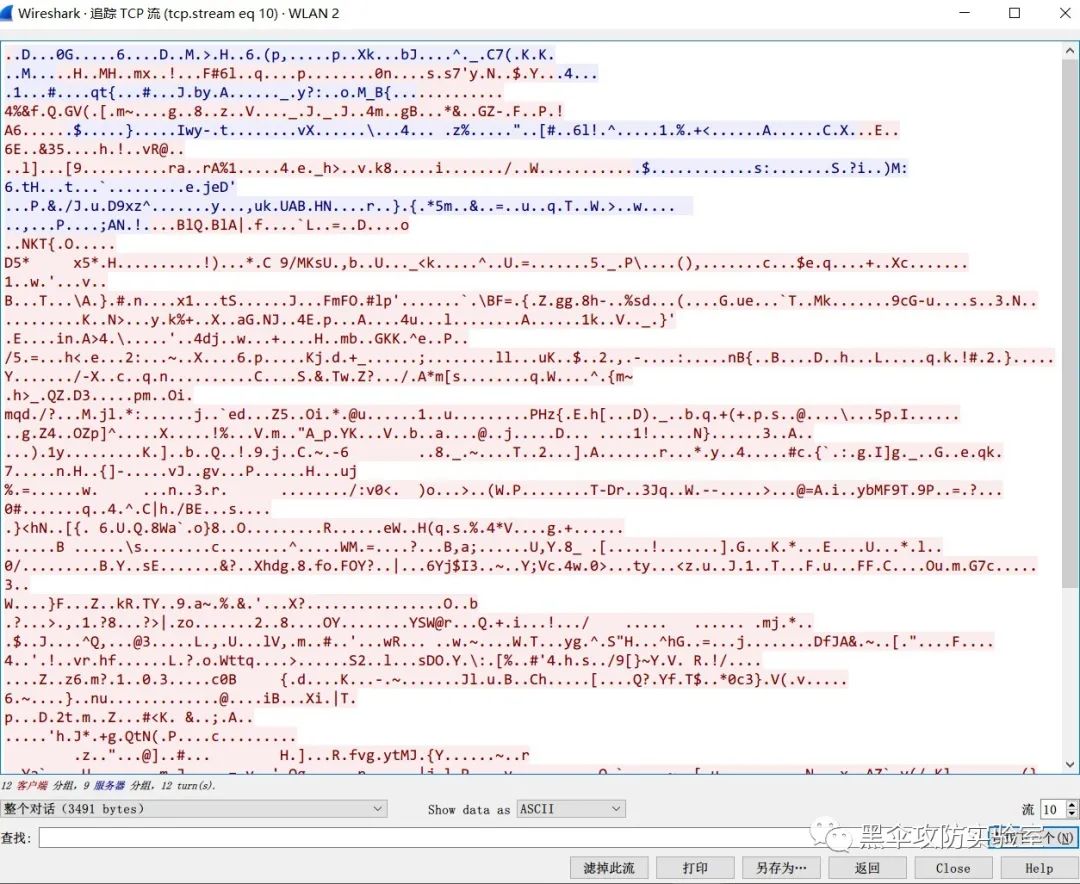 Wireshark · 追踪 TCP 流 (tcp.stream eq 10) · WLAN 2
..D...0G.....6....D..M.>.H..6.(p,.....p..Xk...bJ....^._.C7(.K.K.
..M.....H..MH..mx..!...F#6l..q....p........0n....s.s7'y.N..$.Y...4...
.1...#....qt{...#...J.by.A......_.y?:..o.M_B{.............
4%&f.Q.GV(.[.m~....g..8..z..V...._.J._.J..4m..gB...*&..GZ-.F..P.!
A6......$.....}.....Iwy-.t........vX......\...4... .z%....."..[#..6l!.^.....1.%.+<......A......C.X...E..
6E..&35....h.!..vR@..
..l]...[9..........ra..rA%1.....4.e._h>..v.k8.....i......./..W............$............s:.......S.?i..)M:
6.tH...t...`.........e.jeD'
...P.&./J.u.D9xz^.......y...,uk.UAB.HN....r..}.{.*5m..&..=..u..q.T..W.>..w....
..,...P....;AN.!....BlQ.BlA|.f....`L..=..D....o
..NKT{.O.....
D5* x5*.H..........!)...*.C 9/MKsU.,b..U..._<k.....^..U.=.......5._.P\....(),.......c...$e.q....+..Xc.......
1..w.'...v..
B...T...\A.}.#.n....x1...tS......J...FmFO.#lp'.......`.\BF=.{.Z.gg.8h-..%sd...(....G.ue...`T..Mk.......9cG-u....s..3.N..
.........K..N>...y.k%+..X..aG.NJ..4E.p...A....4u...l........A......1k..V.._.}'
.E....in.A>4.\.....'..4dj..w...+....H..mb..GKK.^e..P..
/5.=...h<.e...2:...~..X....6.p.....Kj.d.+_......;........ll...uK..$..2.,.-....:.....nB{..B....D..h...L.....q.k.!#.2.}.....
Y......./-X..c..q.n..........C....S.&.Tw.Z?.../.A*m[s........q.W....^.{m~
.h>_.QZ.D3.....pm..Oi.
mqd./?...M.jl.*:......j..`ed...Z5..Oi.*.@u......1..u.........PHz{.E.h[...D)._..b.q.+(+.p.s..@....\...5p.I......
..g.Z4..OZp]^.....X.....!%...V.m.."A_p.YK...V..b..a....@..j.....D... ....1!.....N}......3..A..
...).1y.........K.]..b..Q..!.9.j..C.~.-6 ..8._.~....T..2...].A.......r...*.y..4.....#c.{`.:.g.I]g._..G..e.qk.
7.....n.H..{]-.....vJ..gv...P......H...uj
%.=......w. ...n..3.r. ......../:v0<. )o...>..(W.P........T-Dr..3Jq..W.--.....>...@=A.i..ybMF9T.9P..=.?...
0#.......q..4.^.C|h./BE...s....
.}<hN..[{. 6.U.Q.8Wa`.o}8..O.........R......eW..H(q.s.%.4*V....g.+......
......B ......\s........c........^.....WM.=....?...B,a;......U,Y.8_ .[.....!.......].G...K.*...E....U...*.l..
0/.........B.Y..sE.......&?..Xhdg.8.fo.FOY?..|...6Yj$I3..~..Y;Vc.4w.0>...ty...<z.u..J.1..T...F.u...FF.C....Ou.m.G7c.....
3..
W....}F...Z..kR.TY..9.a~.%.&.'...X?.................O..b
.?...>.,.1.?8...?>|.zo.......2..8....OY........YSW@r...Q.+.i...!.../ ..... ...... .mj.*..
.$..J....^Q,...@3.....L.,.U...lV,.m..#..'...wR... ..w.~....W.T...yg.^.S"H...^hG..=...j........DfJA&.~..[."....F....
4..'.!..vr.hf......L.?.o.Wttq....>......S2..l...sDO.Y.\:.[%..#'4.h.s../9[}~Y.V. R.!/....
....Z..z6.m?.1..0.3.....c0B {.d....K...-.~.......Jl.u.B..Ch.....[....Q?.Yf.T$..*0c3}.V(.v.....
6.~....}..nu.............@....iB...Xi.|T.
p...D.2t.m..Z...#<K. &..;.A..
.....'h.J*.+g.QtN(.P....c.........
.z.."...@]..#... H.]...R.fvg.ytMJ.{Y......~..r
12 客户端 分组, 9 服务器 分组, 12 turn(s).
整个对话 (3491 bytes) Show data as ASCII 流 10
查找: 个(N)
黑伞攻防实验室
滤掉此流 打印 另存为… 返回 Close Help